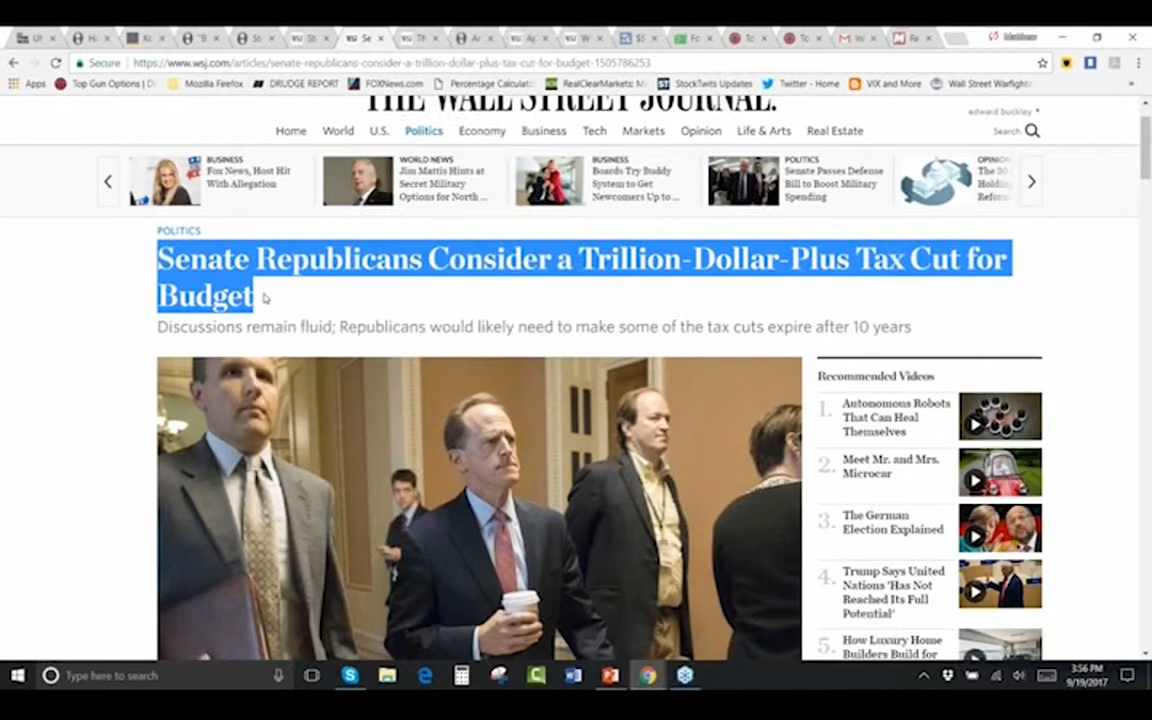 Secure
https://www.wsj.com/articles/senate-republicans-consider-a-trillion-dollar-plus-tax-cut-for-budget-1505786253
Apps
Top Gun Options | D
Mozilla Firefox
DRUDGE REPORT
FOXNews.com
Percentage Calculato
RealClearMarkets: M
StockTwits Updates
Twitter - Home
VIX and More
Wall Street Warfight
THE WALL STREET JOURNAL.
edward buckley
Home World U.S. Politics Economy Business Tech Markets Opinion Life & Arts Real Estate
Search
BUSINESS
Fox News, Host Hit
With Allegation
WORLD NEWS
Jim Mattis Hints at
Secret Military
Options for North ...
BUSINESS
Boards Try Buddy
System to Get
Newcomers Up to ...
POLITICS
Senate Passes Defense
Bill to Boost Military
Spending
OPINION
Holding
Reform
POLITICS
Senate Republicans Consider a Trillion-Dollar-Plus Tax Cut for
Budget
Discussions remain fluid; Republicans would likely need to make some of the tax cuts expire after 10 years
Recommended Videos
1.
Autonomous Robots
That Can Heal
Themselves
2.
Meet Mr. and Mrs.
Microcar
3.
The German
Election Explained
4.
Trump Says United
Nations 'Has Not
Reached Its Full
Potential'
5.
How Luxury Home
Builders Build for
Type here to search
3:56 PM
9/19/2017